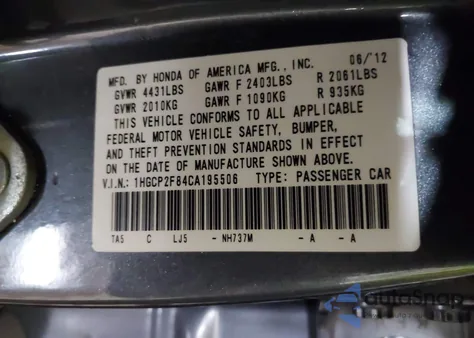 MFD. BY HONDA OF AMERICA MFG., INC. 06/'12
GVWR 4431LBS GAWR F 2403LBS R 2061LBS
GVWR 2010KG GAWR F 1090KG R 935KG
THIS VEHICLE CONFORMS TO ALL APPLICABLE
FEDERAL MOTOR VEHICLE SAFETY, BUMPER,
AND THEFT PREVENTION STANDARDS IN EFFECT
ON THE DATE OF MANUFACTURE SHOWN ABOVE.
V.I.N.: 1HGCP2F84CA195506 TYPE: PASSENGER CAR
TA5 C LJ5 - NH737M - A - A
autoSnap